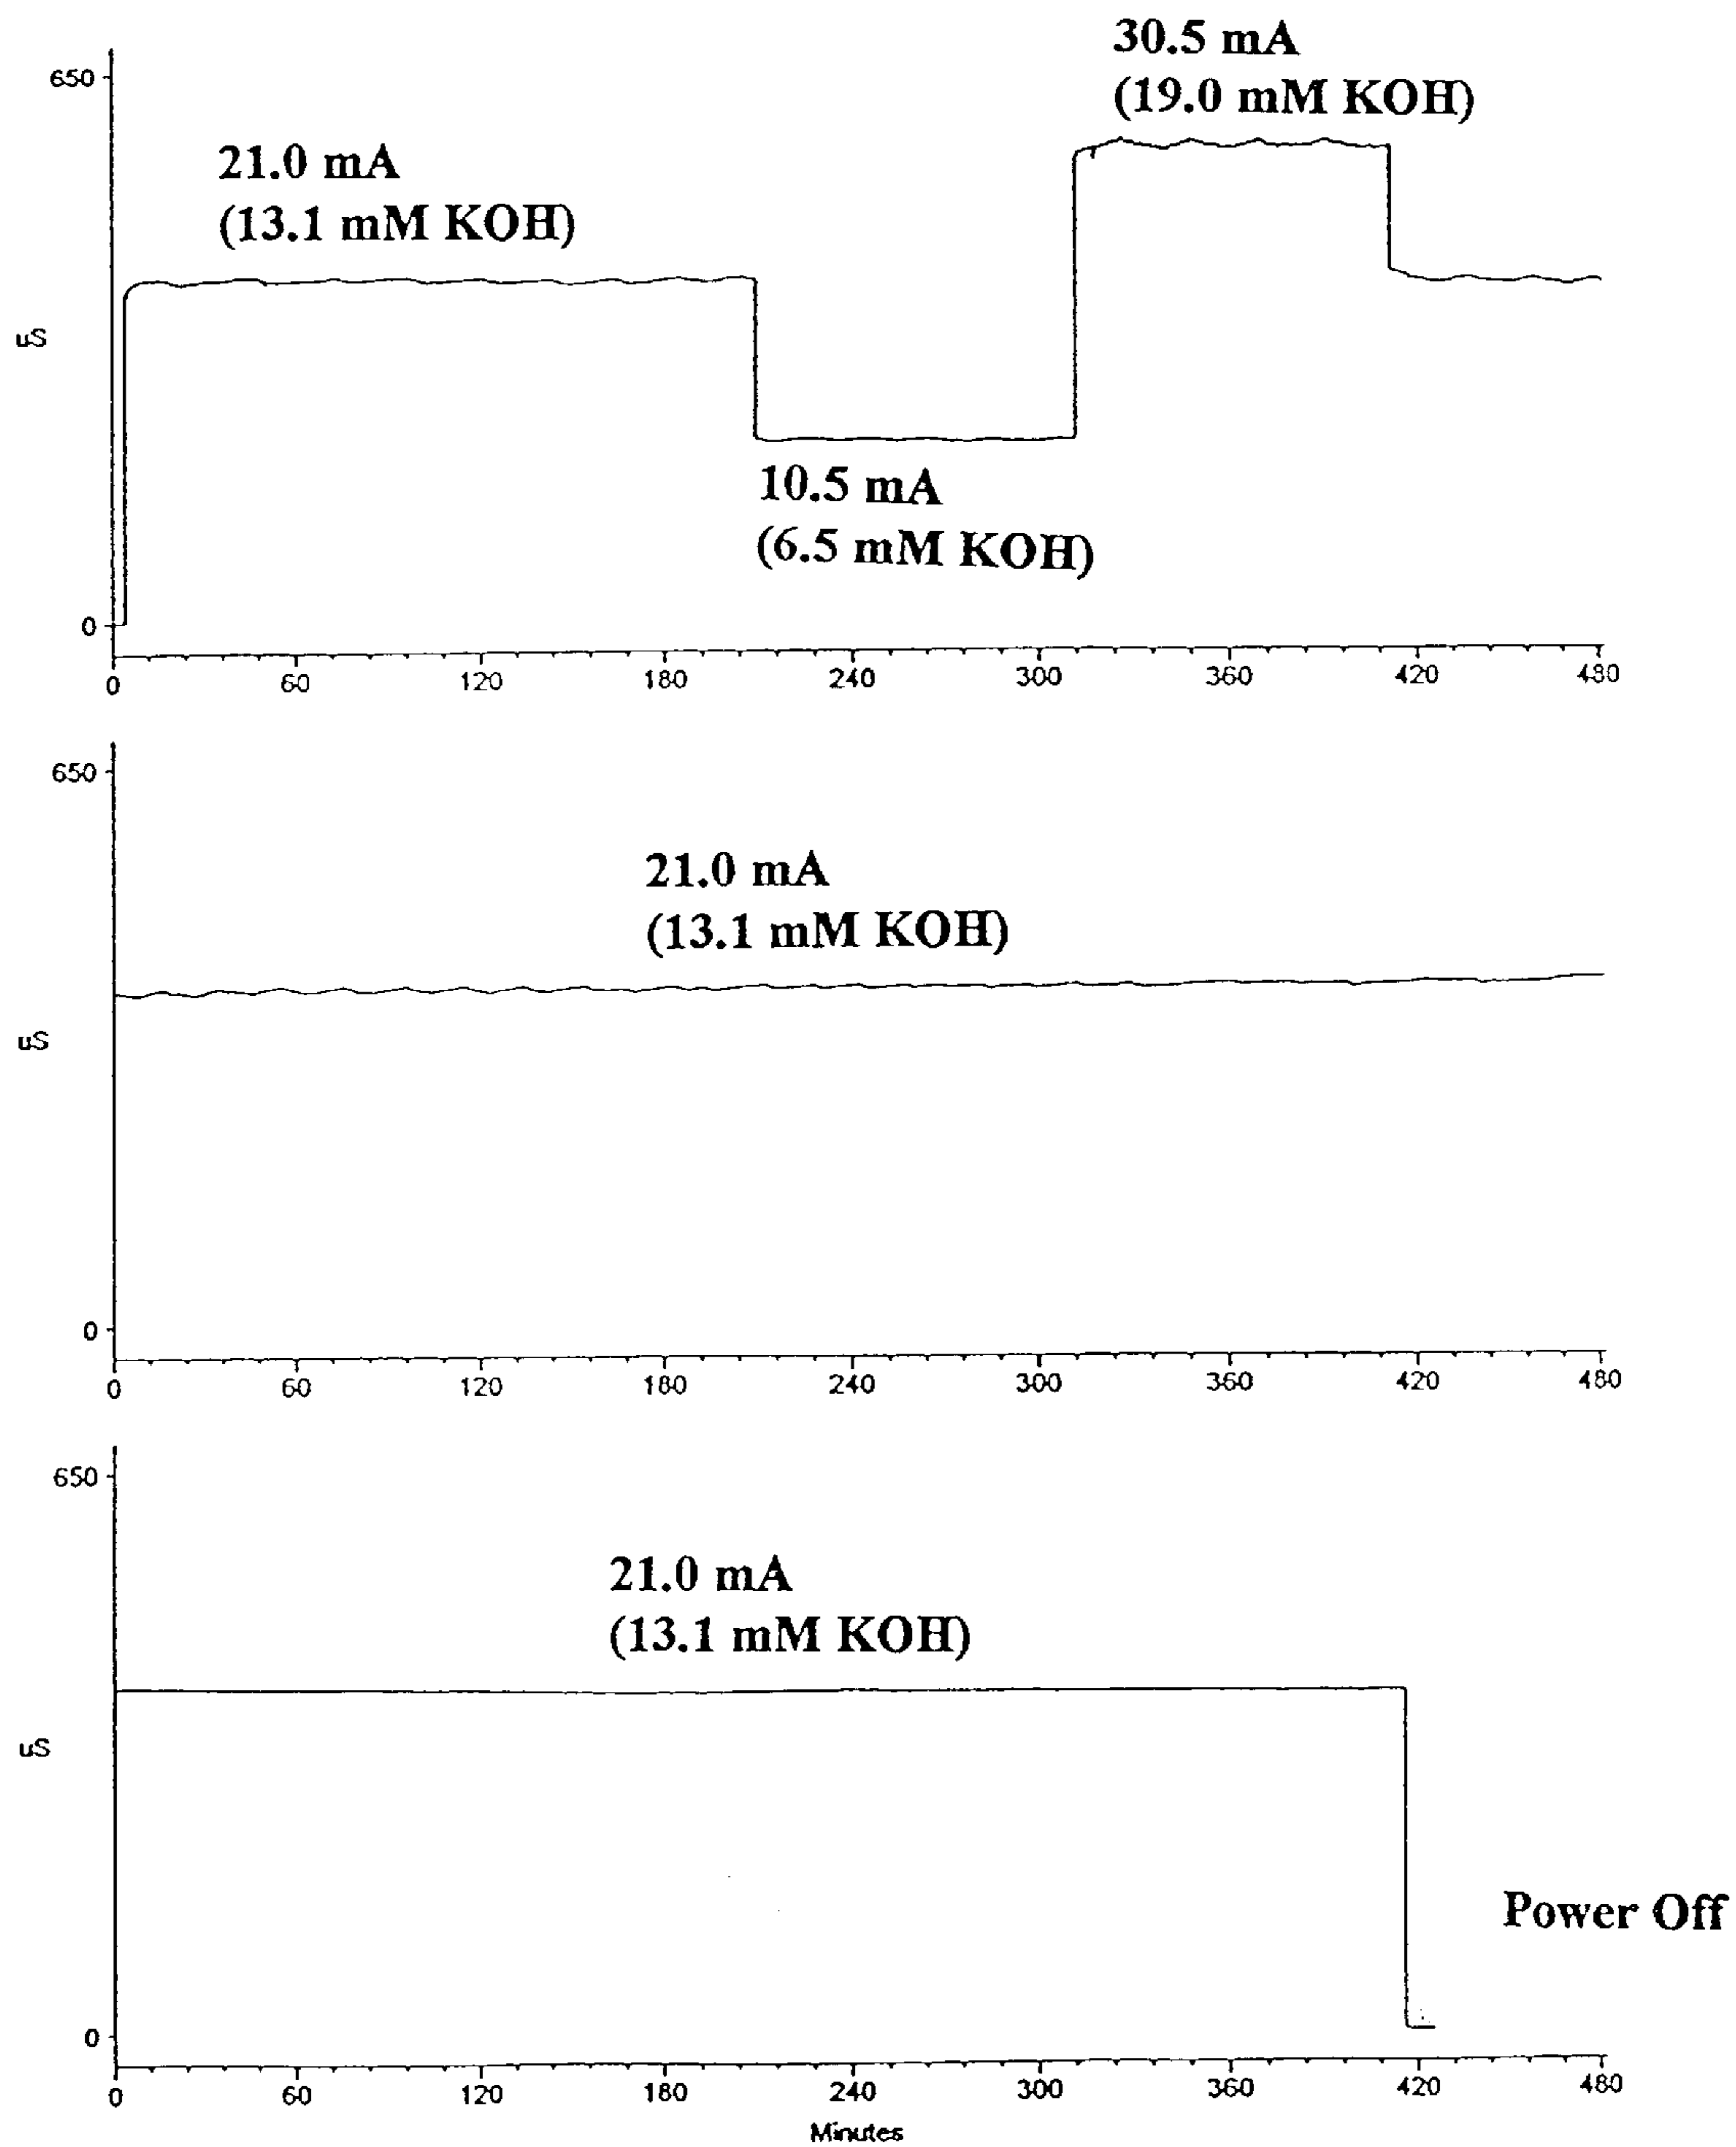 30.5 mA
(19.0 mM KOH)
650
21.0 mA
(13.1 mM KOH)
uS
10.5 mA
(6.5 mM KOH)
0
0 60 120 180 240 300 360 420 480
650
21.0 mA
(13.1 mM KOH)
uS
0
0 60 120 180 240 300 360 420 480
650
21.0 mA
(13.1 mM KOH)
uS
Power Off
0
0 60 120 180 240 300 360 420 480
Minutes